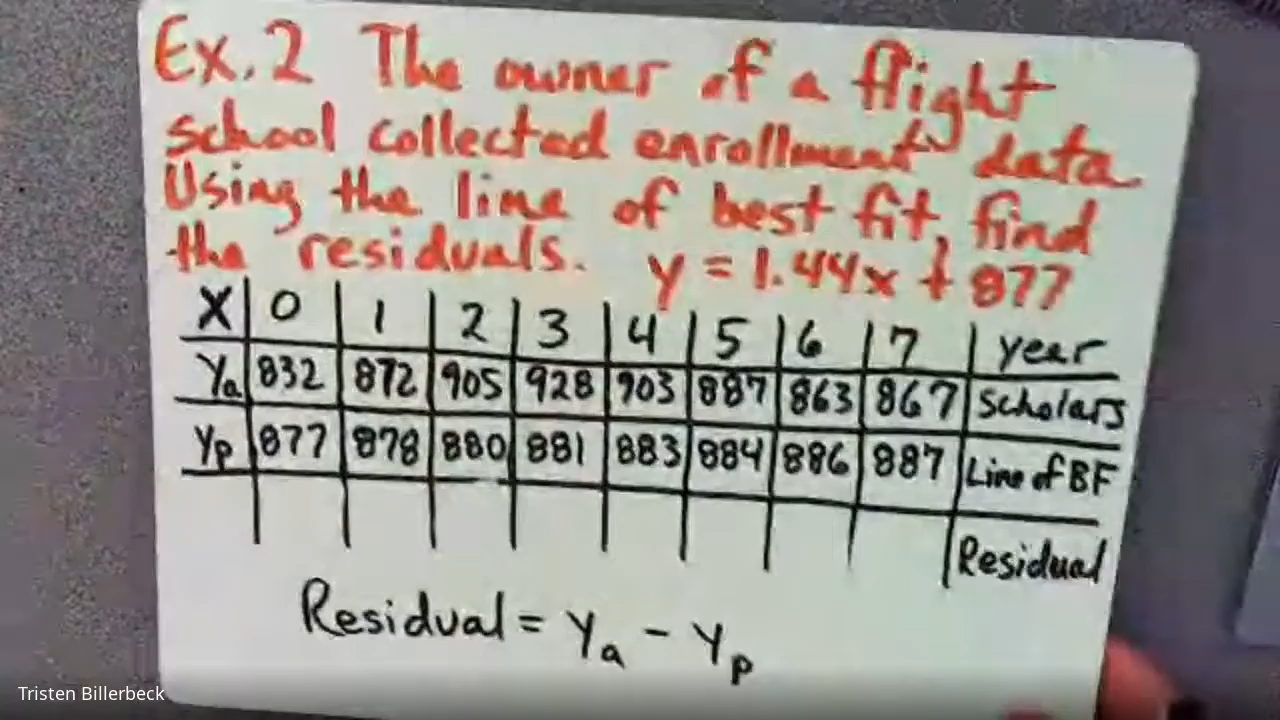 Ex. 2 The owner of a flight
school collected enrollment data
Using the line of best fit, find
the residuals. y = 1.44x + 877
X 0 1 2 3 4 5 6 7 year
Ya 832 872 905 928 903 887 863 867 Scholars
Yp 877 878 880 881 883 884 886 887 Line of BF
Residual
Residual = Ya - Yp
Tristen Billerbeck